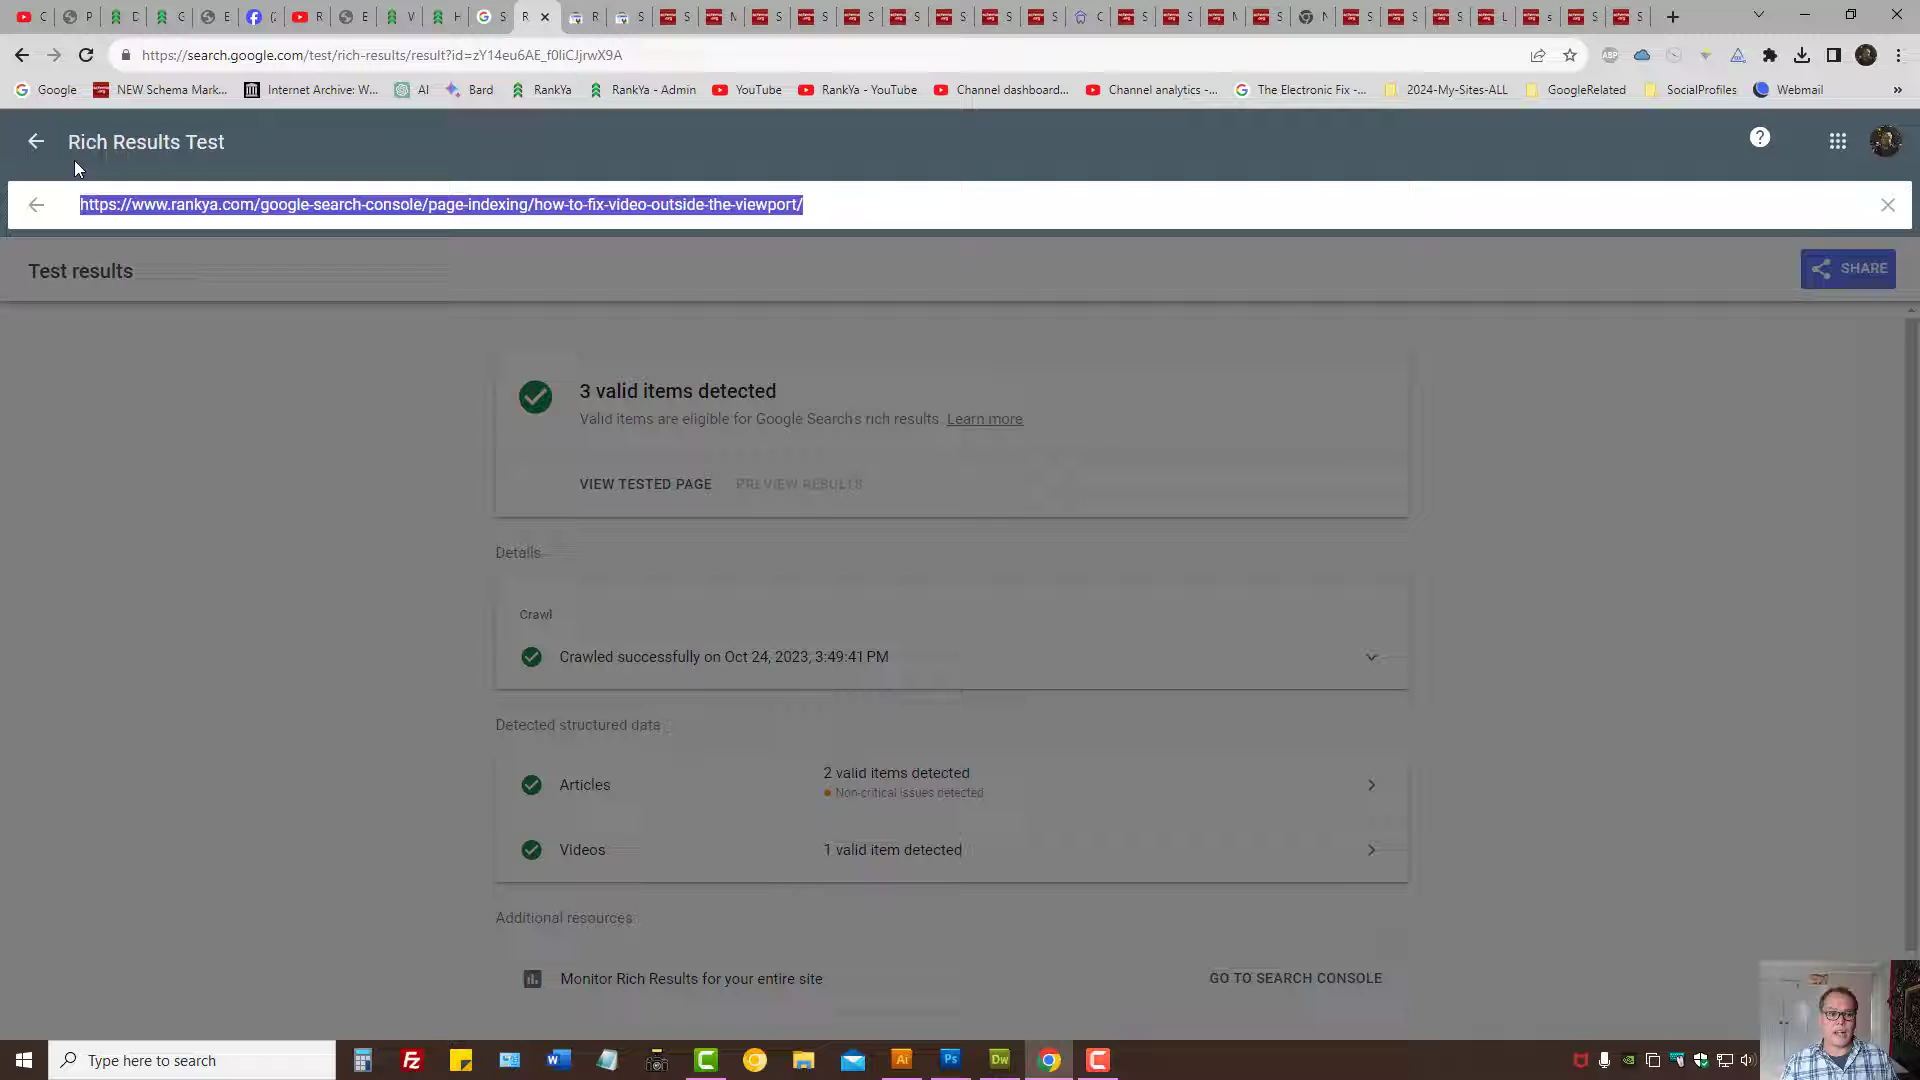 https://search.google.com/test/rich-results/result?id=zY14eu6AE_f0liCJjrwX9A
Google NEW Schema Mark... Internet Archive: W... AI Bard RankYa RankYa - Admin YouTube RankYa - YouTube Channel dashboard... Channel analytics -... The Electronic Fix -... 2024-My-Sites-ALL GoogleRelated SocialProfiles Webmail »
Rich Results Test
https://www.rankya.com/google-search-console/page-indexing/how-to-fix-video-outside-the-viewport/
Test results
SHARE
3 valid items detected
Valid items are eligible for Google Search's rich results. Learn more
VIEW TESTED PAGE PREVIEW RESULTS
Details
Crawl
Crawled successfully on Oct 24, 2023, 3:49:41 PM
Detected structured data
Articles
2 valid items detected
Non-critical issues detected
Videos
1 valid item detected
Additional resources
Monitor Rich Results for your entire site
GO TO SEARCH CONSOLE
Type here to search